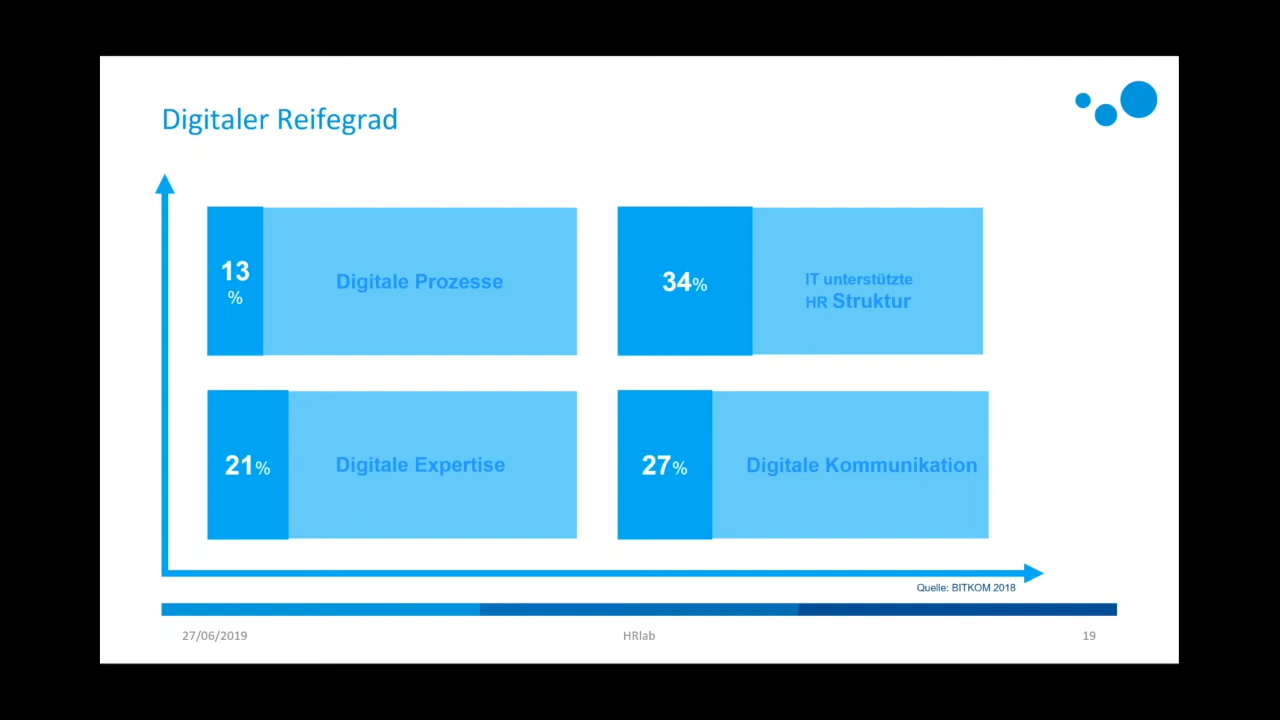 Digitaler Reifegrad
13
%
Digitale Prozesse
34%
IT unterstützte
HR Struktur
21%
Digitale Expertise
27%
Digitale Kommunikation
Quelle: BITKOM 2018
27/06/2019
HRlab
19